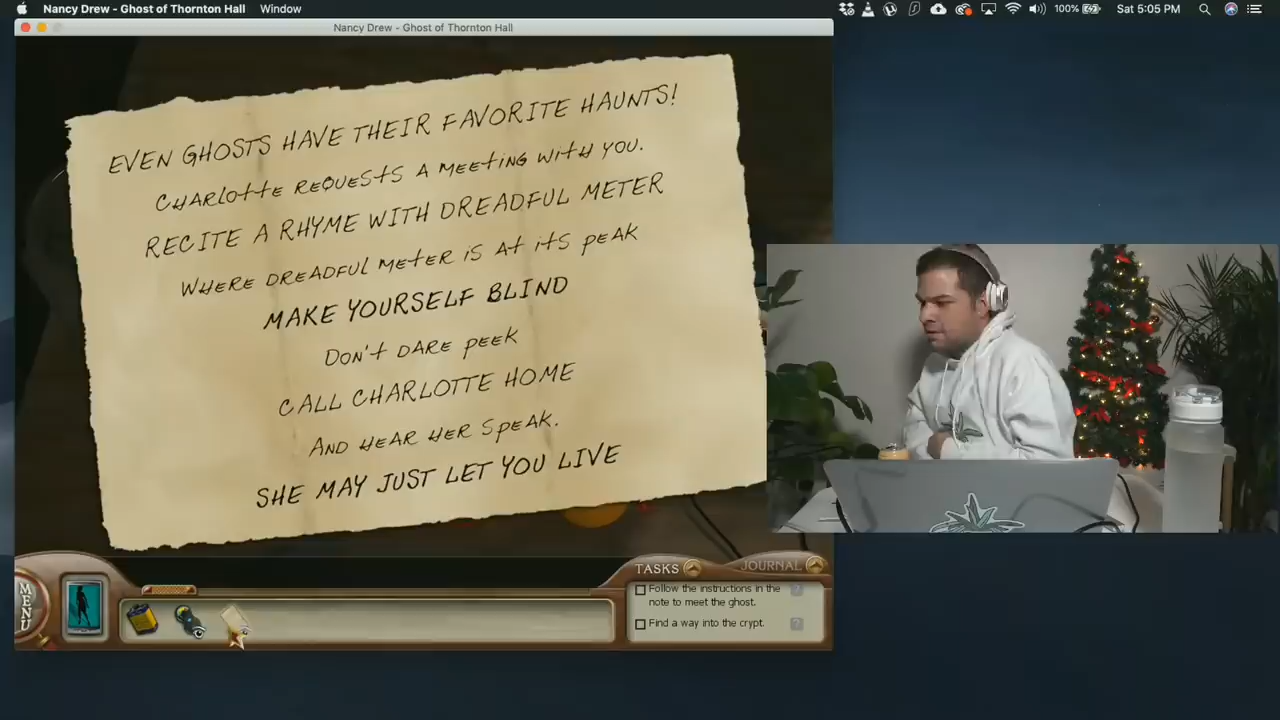 Nancy Drew - Ghost of Thornton Hall Window
100% Sat 5:05 PM
Nancy Drew - Ghost of Thornton Hall
EVEN GHOSTS HAVE THEIR FAVORITE HAUNTS!
CHARLOTTE REQUESTS A MEETING WITH YOU.
RECITE A RHYME WITH DREADFUL METER
WHERE DREADFUL METER IS AT ITS PEAK
MAKE YOURSELF BLIND
DON'T DARE PEEK
CALL CHARLOTTE HOME
AND HEAR HER SPEAK.
SHE MAY JUST LET YOU LIVE
MENU
TASKS
JOURNAL
Follow the instructions in the ?
note to meet the ghost.
Find a way into the crypt. ?